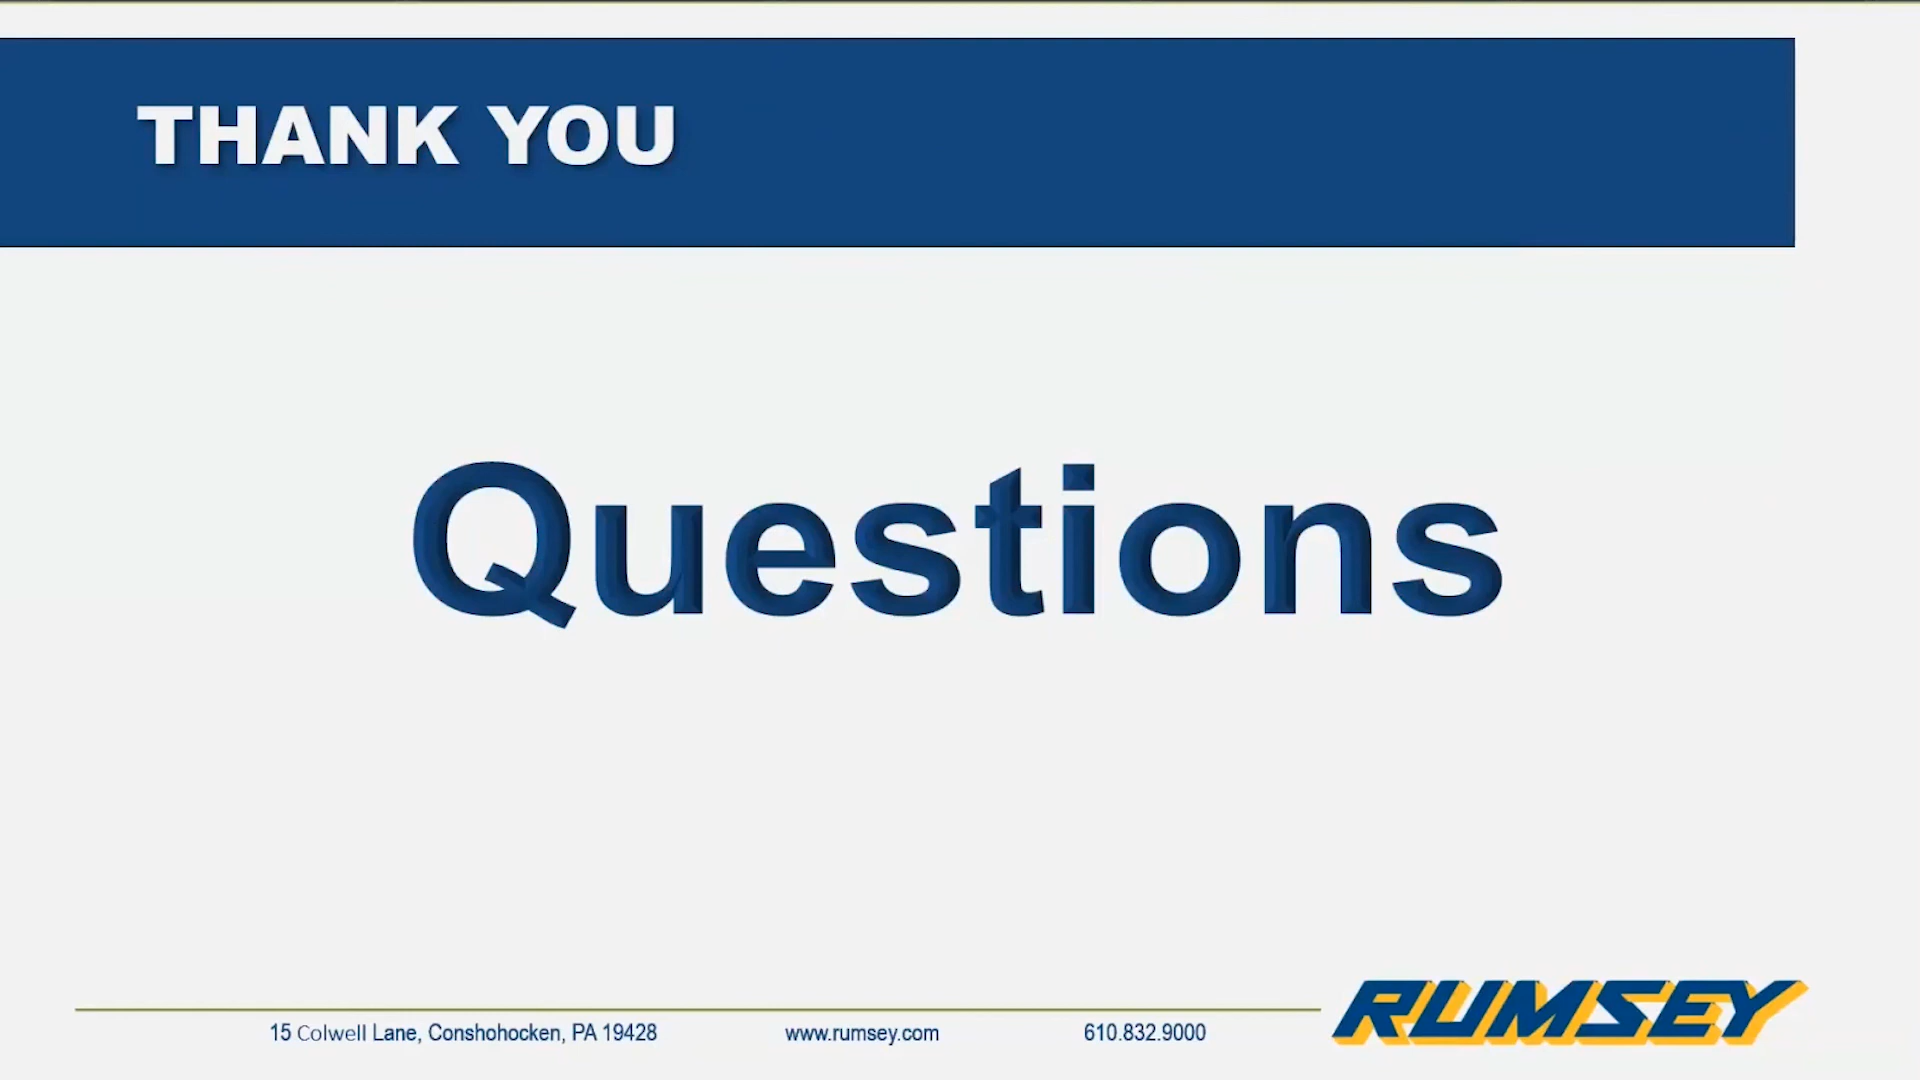 THANK YOU
Questions
15 Colwell Lane, Conshohocken, PA 19428 www.rumsey.com 610.832.9000
RUMSEY